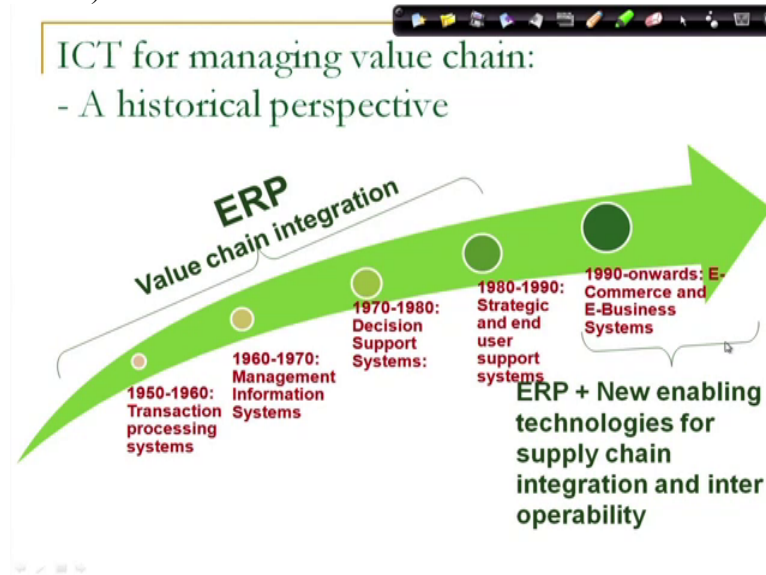 ICT for managing value chain:
- A historical perspective
ERP
Value chain integration
1950-1960:
Transaction
processing
systems
1960-1970:
Management
Information
Systems
1970-1980:
Decision
Support
Systems:
1980-1990:
Strategic
and end
user
support
systems
1990-onwards: E-
Commerce and
E-Business
Systems
ERP + New enabling
technologies for
supply chain
integration and inter
operability